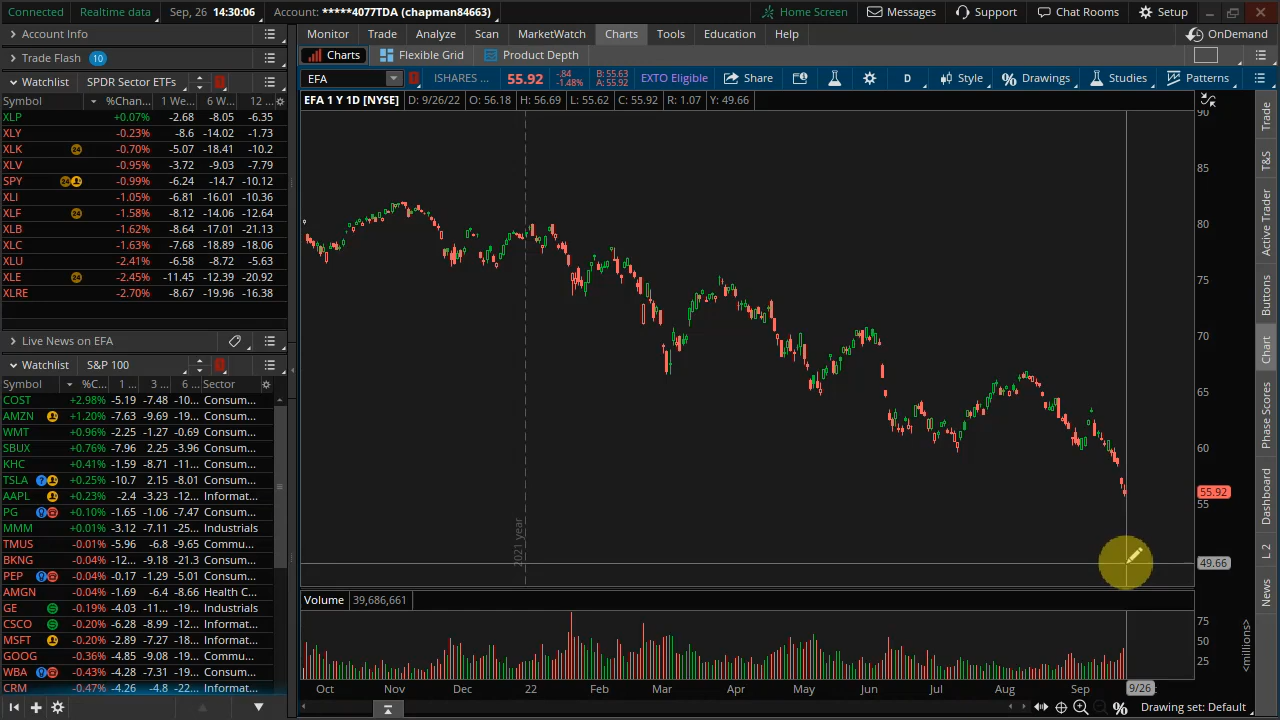 Connected Realtime data Sep, 26 14:30:06 Account: *****4077TDA (chapman84663) Home Screen Messages Support Chat Rooms Setup
Account Info Monitor Trade Analyze Scan MarketWatch Charts Tools Education Help OnDemand
Trade Flash 10 Charts Flexible Grid Product Depth
Watchlist SPDR Sector ETFs EFA ISHARES ... 55.92 -.84 -1.48% B: 55.63 A: 55.92 EXTO Eligible Share D Style Drawings Studies Patterns
Symbol %Chan... 1 We... 6 W... 12 ... EFA 1 Y 1D [NYSE] D: 9/26/22 O: 56.18 H: 56.69 L: 55.62 C: 55.92 R: 1.07 Y: 49.66
XLP +0.07% -2.68 -8.05 -6.35
XLY -0.23% -8.6 -14.02 -1.73
XLK 24 -0.70% -5.07 -18.41 -10.2
XLV -0.95% -3.72 -9.03 -7.79
SPY 24 -0.99% -6.24 -14.7 -10.12
XLI -1.05% -6.81 -16.01 -10.36
XLF 24 -1.58% -8.12 -14.06 -12.64
XLB -1.62% -8.64 -17.01 -21.13
XLC -1.63% -7.68 -18.89 -18.06
XLU -2.41% -6.58 -8.72 -5.63
XLE 24 -2.45% -11.45 -12.39 -20.92
XLRE -2.70% -8.67 -19.96 -16.38
Live News on EFA
Watchlist S&P 100
Symbol %C... 1 ... 3 ... 6 ... Sector
COST +2.98% -5.19 -7.48 -10... Consum...
AMZN +1.20% -7.63 -9.69 -19... Consum...
WMT +0.96% -2.25 -1.27 -0.69 Consum...
SBUX +0.76% -7.96 2.25 -3.96 Consum...
KHC +0.41% -1.59 -8.71 -11... Consum...
TSLA +0.25% -10.7 2.15 -8.01 Consum...
AAPL +0.23% -2.4 -3.23 -12... Informat...
PG +0.10% -1.65 -1.06 -7.47 Consum...
MMM +0.01% -3.12 -7.11 -25... Industrials
TMUS -0.01% -5.96 -6.8 -9.65 Commu...
BKNG -0.04% -12... -9.18 -21.3 Consum...
PEP -0.04% -0.17 -1.29 -5.01 Consum...
AMGN -0.04% -1.69 -6.4 -8.66 Health C...
GE -0.19% -4.03 -11... -19... Industrials
CSCO -0.20% -6.28 -8.99 -12... Informat...
MSFT -0.20% -2.89 -7.27 -18... Informat...
GOOG -0.36% -4.85 -9.08 -19... Commu...
WBA -0.43% -4.28 -7.11 -21... Consum...
CRM -0.47% -4.26 -4.8 -22... Informat...
90
85
80
75
70
65
60
55.92
55
49.66
2021 year
Volume 39,686,661
75
50
25
<millions>
Oct Nov Dec 22 Feb Mar Apr May Jun Jul Aug Sep 9/26
Drawing set: Default
Trade
T&S
Active Trader
Buttons
Chart
Phase Scores
Dashboard
L 2
News